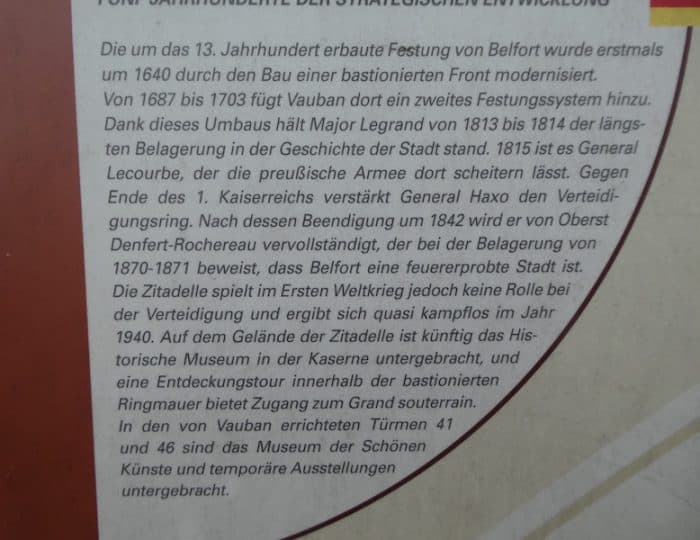 FÜNF JAHRHUNDERTE DER STRATEGISCHEN ENTWICKLUNG
Die um das 13. Jahrhundert erbaute Festung von Belfort wurde erstmals
um 1640 durch den Bau einer bastionierten Front modernisiert.
Von 1687 bis 1703 fügt Vauban dort ein zweites Festungssystem hinzu.
Dank dieses Umbaus hält Major Legrand von 1813 bis 1814 der längs-
ten Belagerung in der Geschichte der Stadt stand. 1815 ist es General
Lecourbe, der die preußische Armee dort scheitern lässt. Gegen
Ende des 1. Kaiserreichs verstärkt General Haxo den Verteidi-
gungsring. Nach dessen Beendigung um 1842 wird er von Oberst
Denfert-Rochereau vervollständigt, der bei der Belagerung von
1870-1871 beweist, dass Belfort eine feuererprobte Stadt ist.
Die Zitadelle spielt im Ersten Weltkrieg jedoch keine Rolle bei
der Verteidigung und ergibt sich quasi kampflos im Jahr
1940. Auf dem Gelände der Zitadelle ist künftig das His-
torische Museum in der Kaserne untergebracht, und
eine Entdeckungstour innerhalb der bastionierten
Ringmauer bietet Zugang zum Grand souterrain.
In den von Vauban errichteten Türmen 41
und 46 sind das Museum der Schönen
Künste und temporäre Ausstellungen
untergebracht.